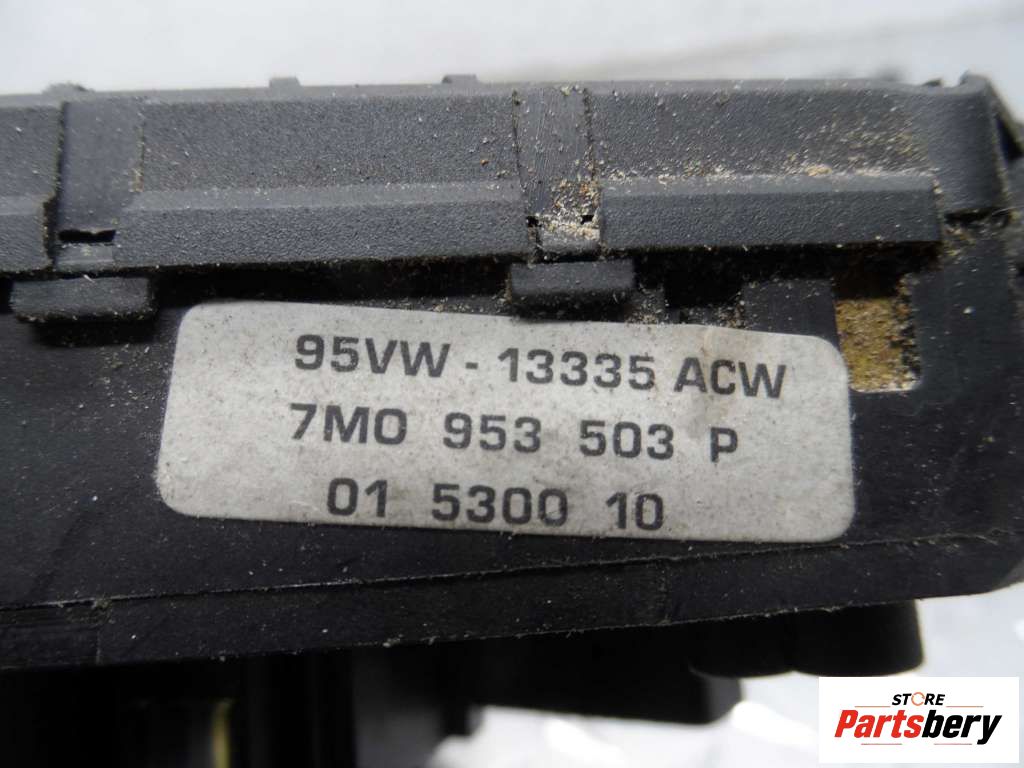 95VW - 13335 ACW
7M0 953 503 P
01 5300 10
STORE
Partsbery